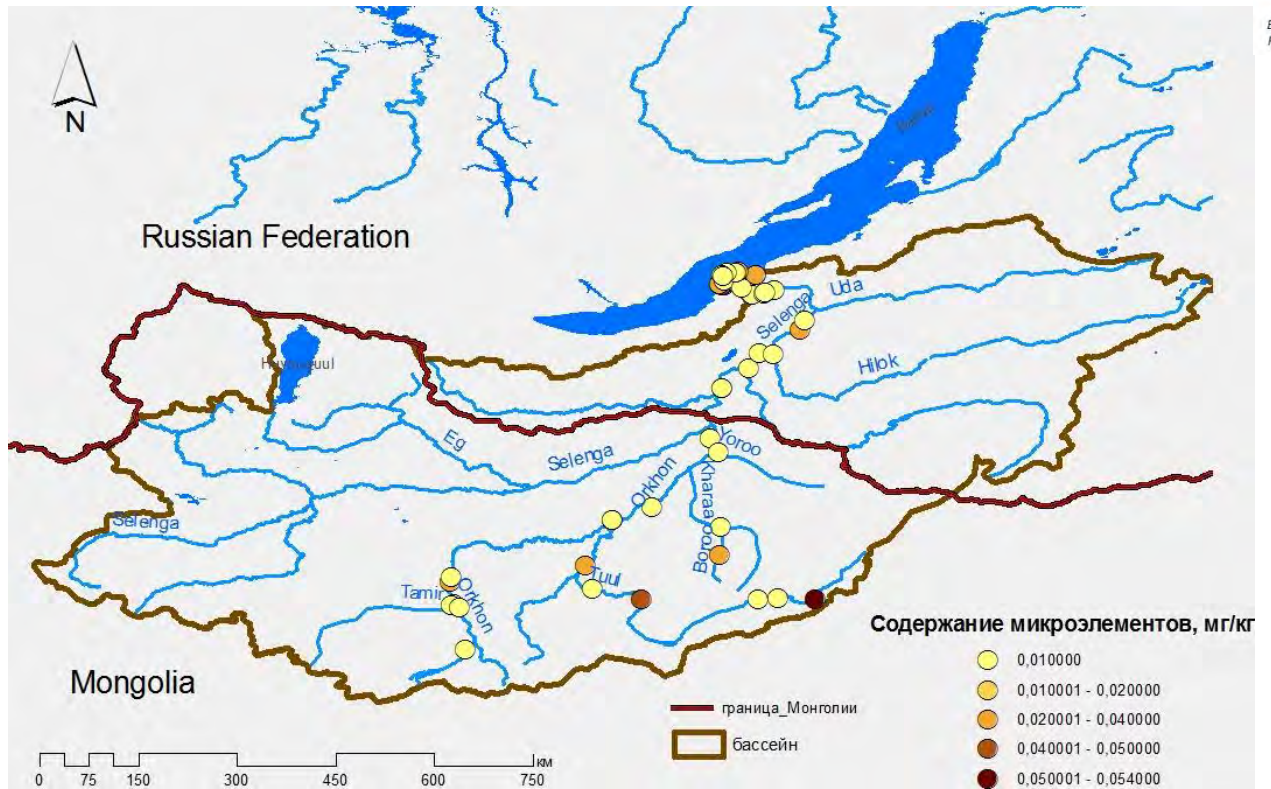 N
Russian Federation
Uda
Selenga
Hilok
Eg
Selenga
Yoroo
Orkhon
Kharaa
Selenga
Boroo
Tuul
Tamir
Orkhon
Mongolia
Содержание микроэлементов, мг/кг
0,010000
0,010001 - 0,020000
0,020001 - 0,040000
0,040001 - 0,050000
0,050001 - 0,054000
граница_Монголии
бассейн
км
0 75 150 300 450 600 750